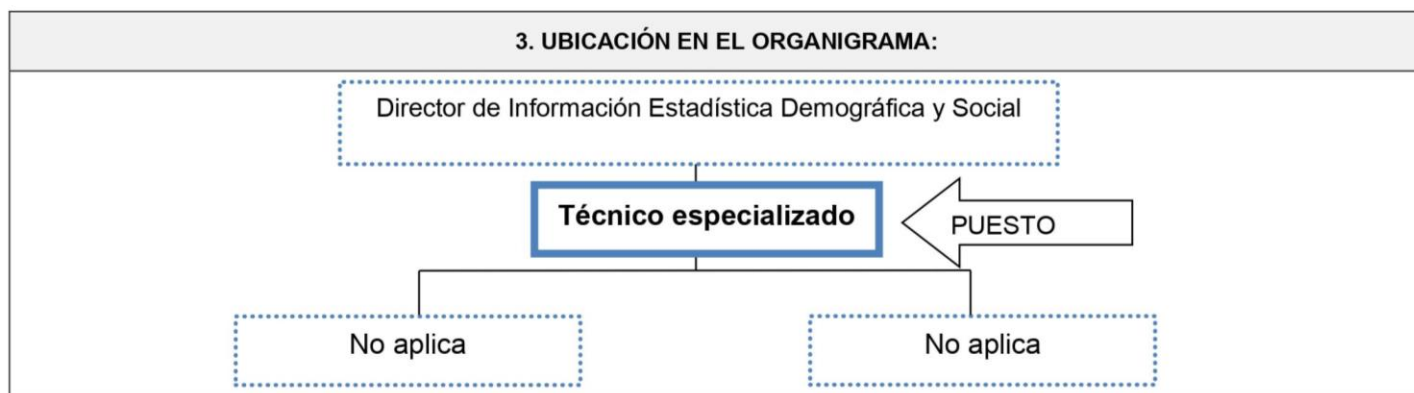 3. UBICACIÓN EN EL ORGANIGRAMA:
Director de Información Estadística Demográfica y Social
Técnico especializado
PUESTO
No aplica
No aplica